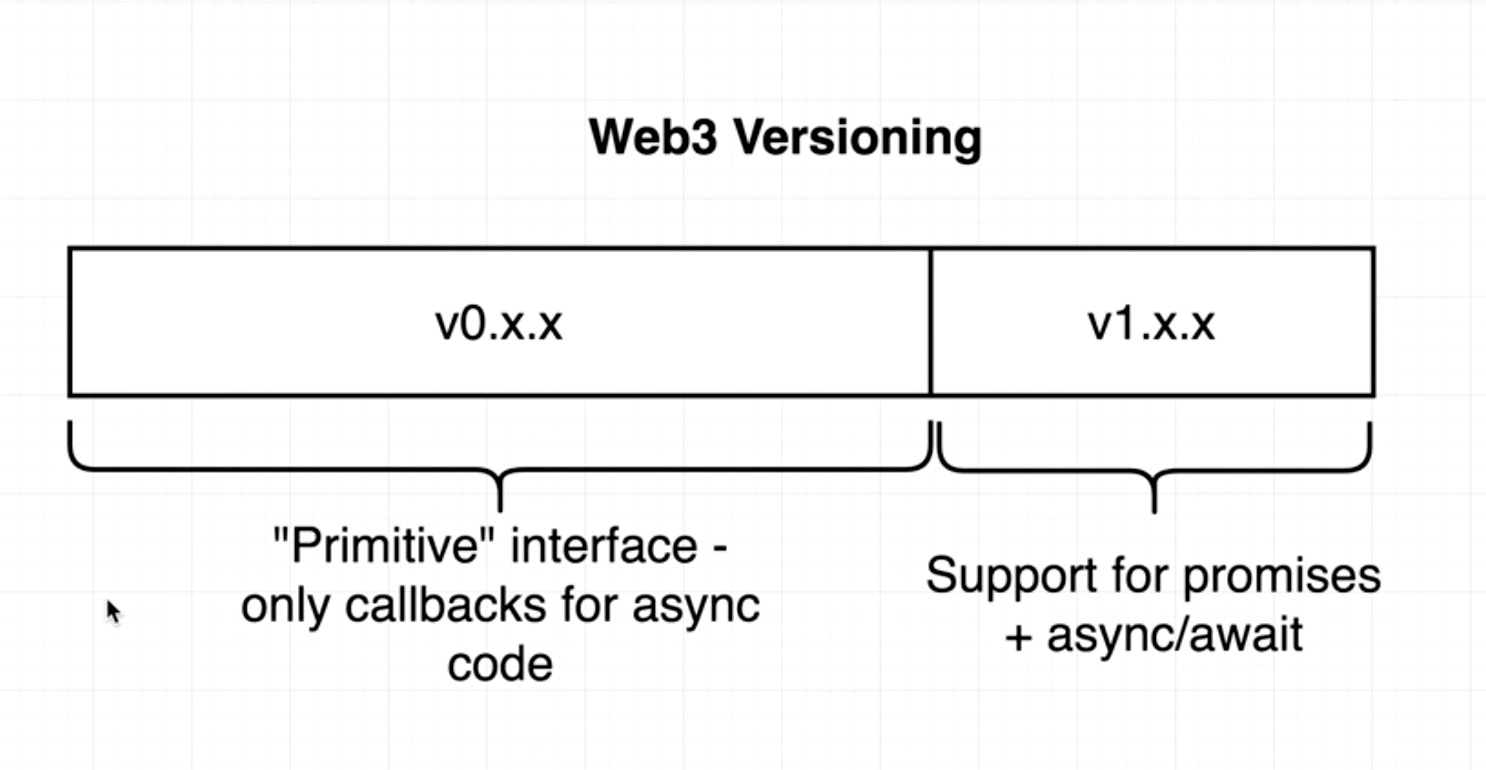 Web3 Versioning
v0.x.x
v1.x.x
"Primitive" interface -
only callbacks for async
code
Support for promises
+ async/await